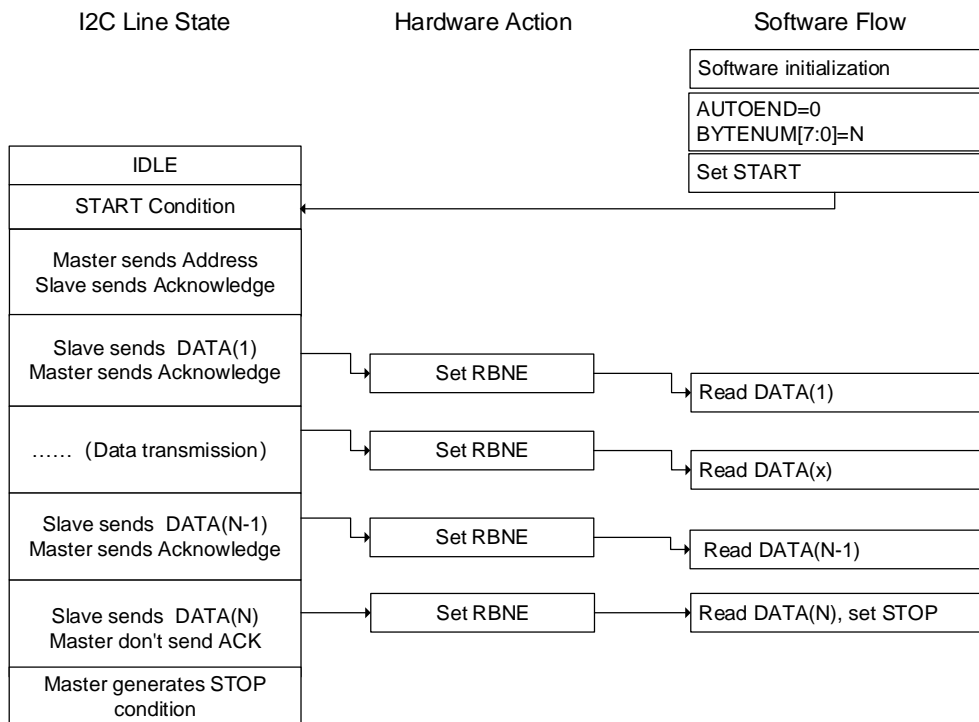 I2C Line State
Hardware Action
Software Flow
Software initialization
AUTOEND=0
BYTENUM[7:0]=N
IDLE
Set START
START Condition
Master sends Address
Slave sends Acknowledge
Slave sends DATA(1)
Master sends Acknowledge
Set RBNE
Read DATA(1)
...... (Data transmission)
Set RBNE
Read DATA(x)
Slave sends DATA(N-1)
Master sends Acknowledge
Set RBNE
Read DATA(N-1)
Slave sends DATA(N)
Master don't send ACK
Set RBNE
Read DATA(N), set STOP
Master generates STOP
condition